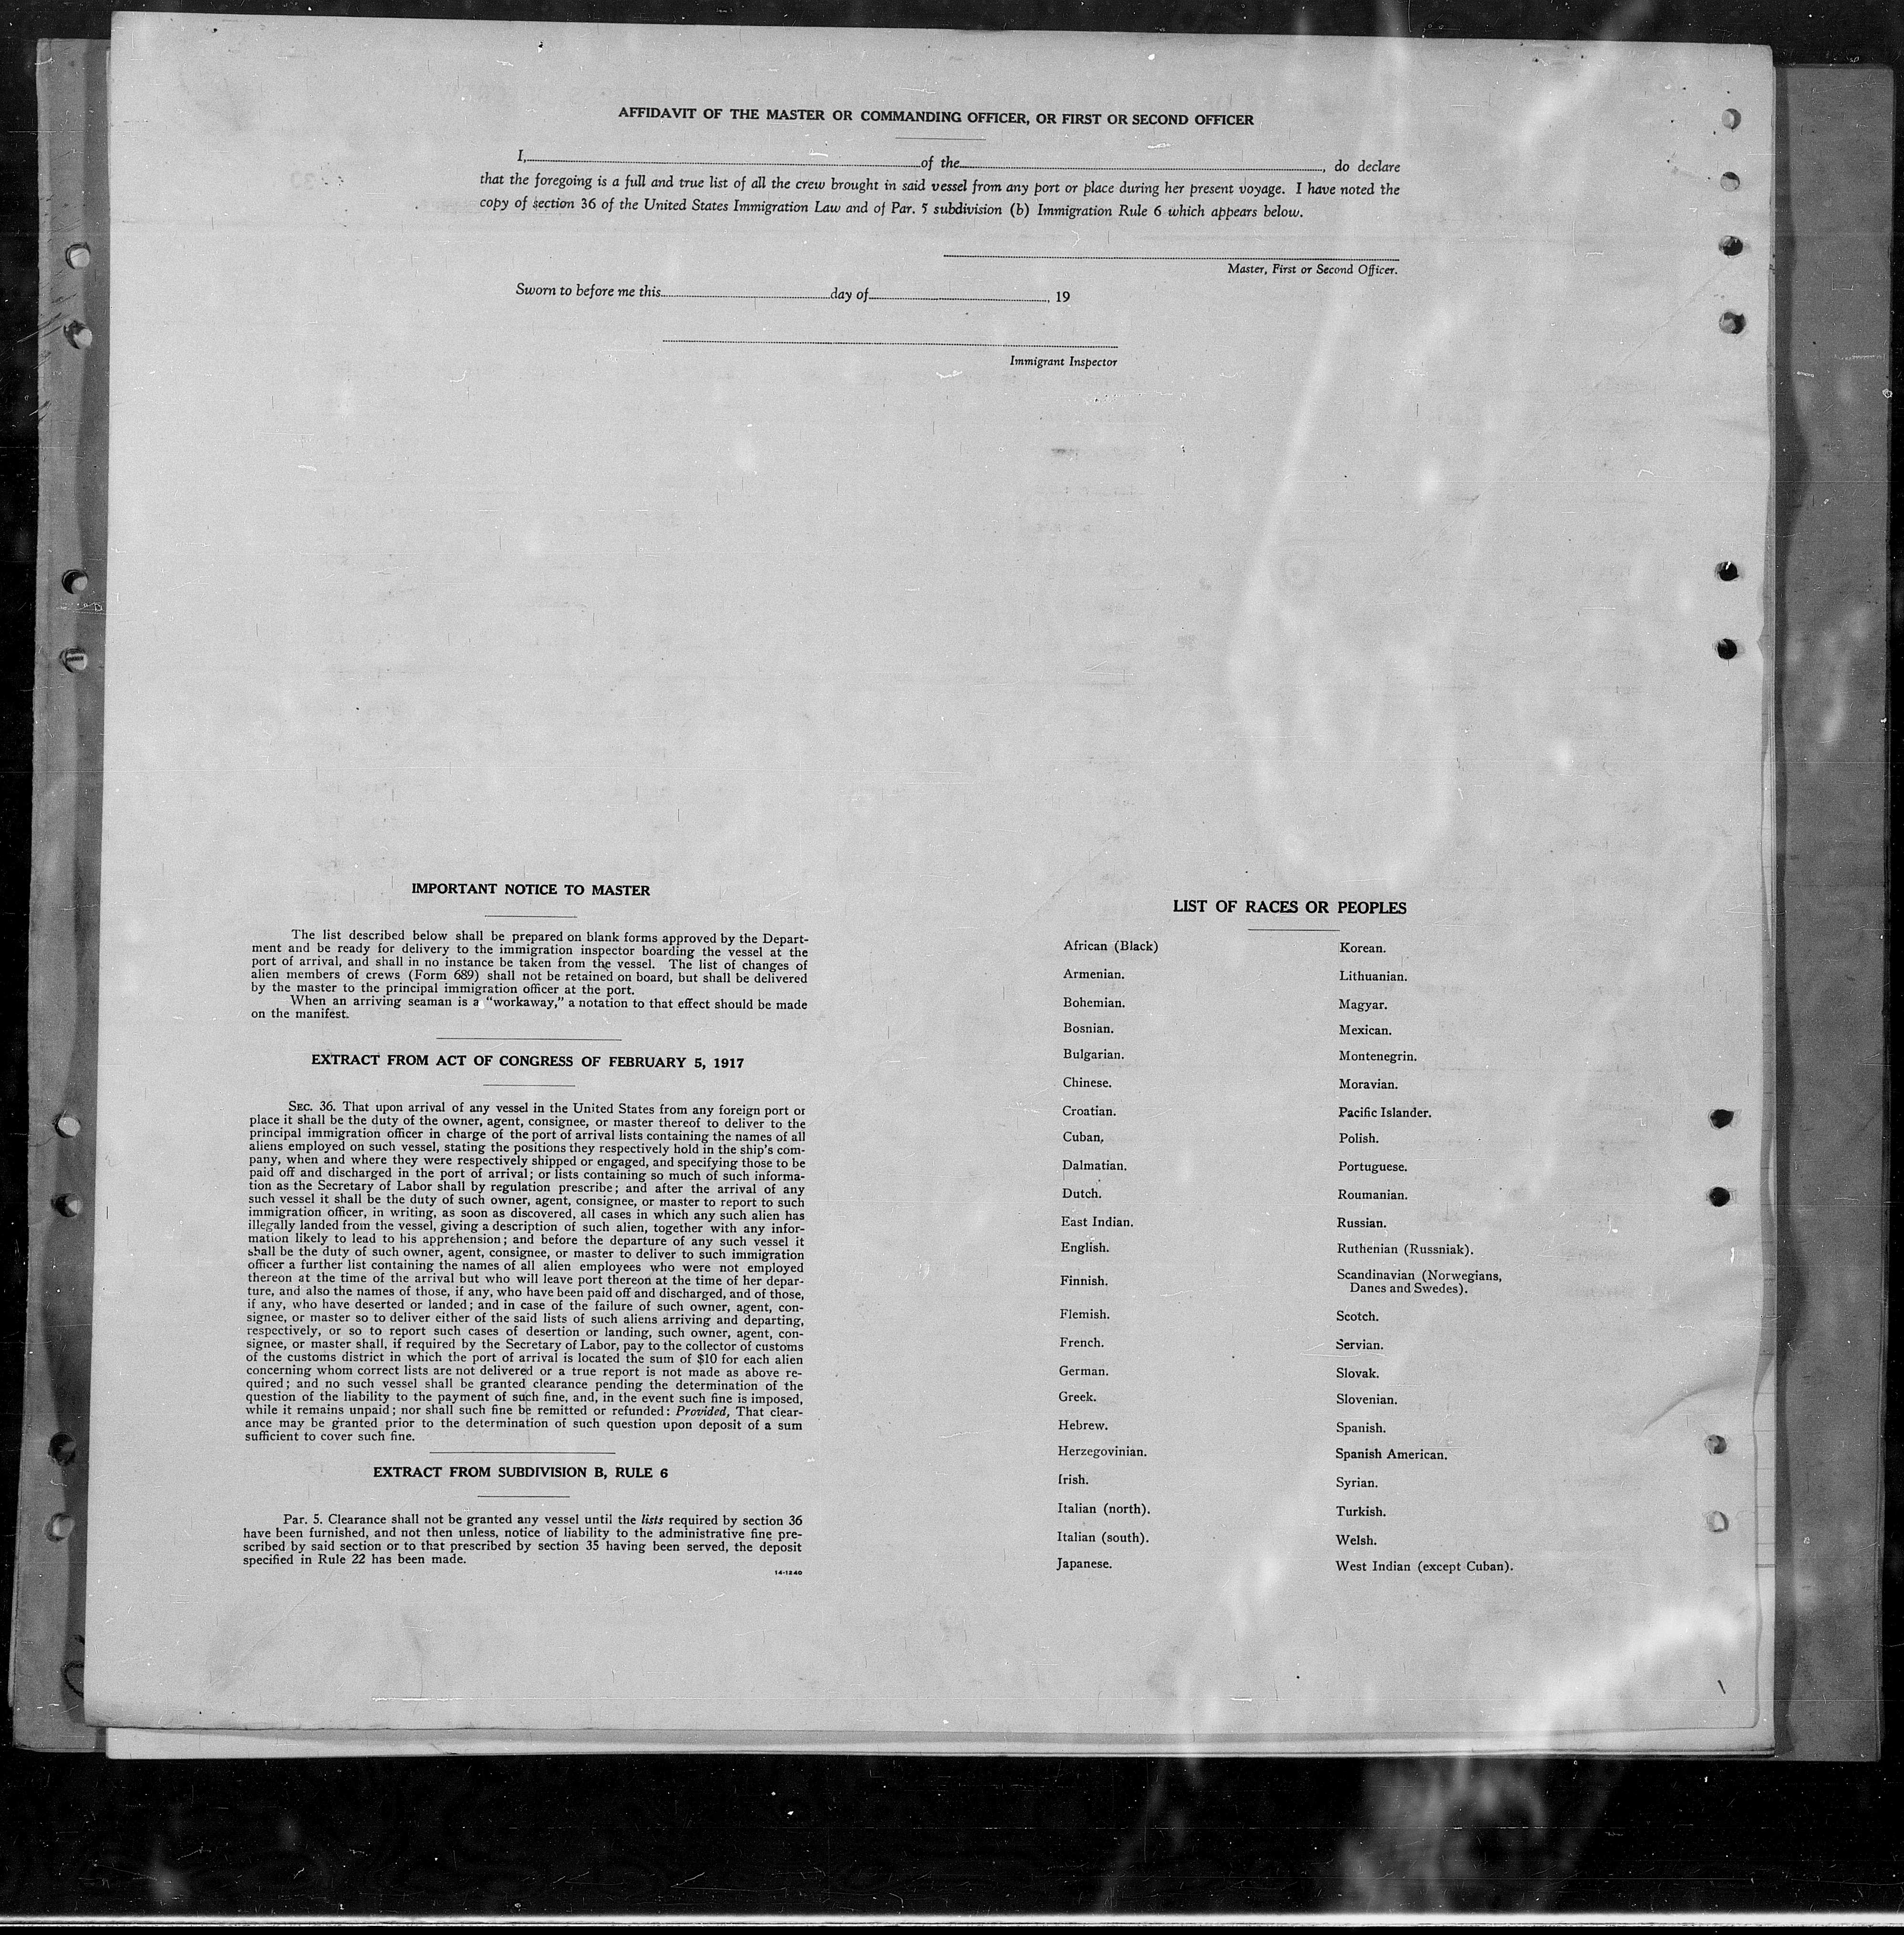 AFFIDAVIT OF THE MASTER OR COMMANDING OFFICER, OR FIRST OR SECOND OFFICER
I, of the , do declare
that the foregoing is a full and true list of all the crew brought in said vessel from any port or place during her present voyage. I have noted the
copy of section 36 of the United States Immigration Law and of Par. 5 subdivision (b) Immigration Rule 6 which appears below.
Master, First or Second Officer.
Sworn to before me this day of , 19
Immigrant Inspector
IMPORTANT NOTICE TO MASTER
The list described below shall be prepared on blank forms approved by the Depart-
ment and be ready for delivery to the immigration inspector boarding the vessel at the
port of arrival, and shall in no instance be taken from the vessel. The list of changes of
alien members of crews (Form 689) shall not be retained on board, but shall be delivered
by the master to the principal immigration officer at the port.
When an arriving seaman is a "workaway," a notation to that effect should be made
on the manifest.
EXTRACT FROM ACT OF CONGRESS OF FEBRUARY 5, 1917
SEC. 36. That upon arrival of any vessel in the United States from any foreign port or
place it shall be the duty of the owner, agent, consignee, or master thereof to deliver to the
principal immigration officer in charge of the port of arrival lists containing the names of all
aliens employed on such vessel, stating the positions they respectively hold in the ship's com-
pany, when and where they were respectively shipped or engaged, and specifying those to be
paid off and discharged in the port of arrival; or lists containing so much of such informa-
tion as the Secretary of Labor shall by regulation prescribe; and after the arrival of any
such vessel it shall be the duty of such owner, agent, consignee, or master to report to such
immigration officer, in writing, as soon as discovered, all cases in which any such alien has
illegally landed from the vessel, giving a description of such alien, together with any infor-
mation likely to lead to his apprehension; and before the departure of any such vessel it
shall be the duty of such owner, agent, consignee, or master to deliver to such immigration
officer a further list containing the names of all alien employees who were not employed
thereon at the time of the arrival but who will leave port thereon at the time of her depar-
ture, and also the names of those, if any, who have been paid off and discharged, and of those,
if any, who have deserted or landed; and in case of the failure of such owner, agent, con-
signee, or master so to deliver either of the said lists of such aliens arriving and departing,
respectively, or so to report such cases of desertion or landing, such owner, agent, con-
signee, or master shall, if required by the Secretary of Labor, pay to the collector of customs
of the customs district in which the port of arrival is located the sum of $10 for each alien
concerning whom correct lists are not delivered or a true report is not made as above re-
quired; and no such vessel shall be granted clearance pending the determination of the
question of the liability to the payment of such fine, and, in the event such fine is imposed,
while it remains unpaid; nor shall such fine be remitted or refunded: Provided, That clear-
ance may be granted prior to the determination of such question upon deposit of a sum
sufficient to cover such fine.
EXTRACT FROM SUBDIVISION B, RULE 6
Par. 5. Clearance shall not be granted any vessel until the lists required by section 36
have been furnished, and not then unless, notice of liability to the administrative fine pre-
scribed by said section or to that prescribed by section 35 having been served, the deposit
specified in Rule 22 has been made.
14-1240
LIST OF RACES OR PEOPLES
African (Black)
Armenian.
Bohemian.
Bosnian.
Bulgarian.
Chinese.
Croatian.
Cuban.
Dalmatian.
Dutch.
East Indian.
English.
Finnish.
Flemish.
French.
German.
Greek.
Hebrew.
Herzegovinian.
Irish.
Italian (north).
Italian (south).
Japanese.
Korean.
Lithuanian.
Magyar.
Mexican.
Montenegrin.
Moravian.
Pacific Islander.
Polish.
Portuguese.
Roumanian.
Russian.
Ruthenian (Russniak).
Scandinavian (Norwegians,
Danes and Swedes).
Scotch.
Servian.
Slovak.
Slovenian.
Spanish.
Spanish American.
Syrian.
Turkish.
Welsh.
West Indian (except Cuban).